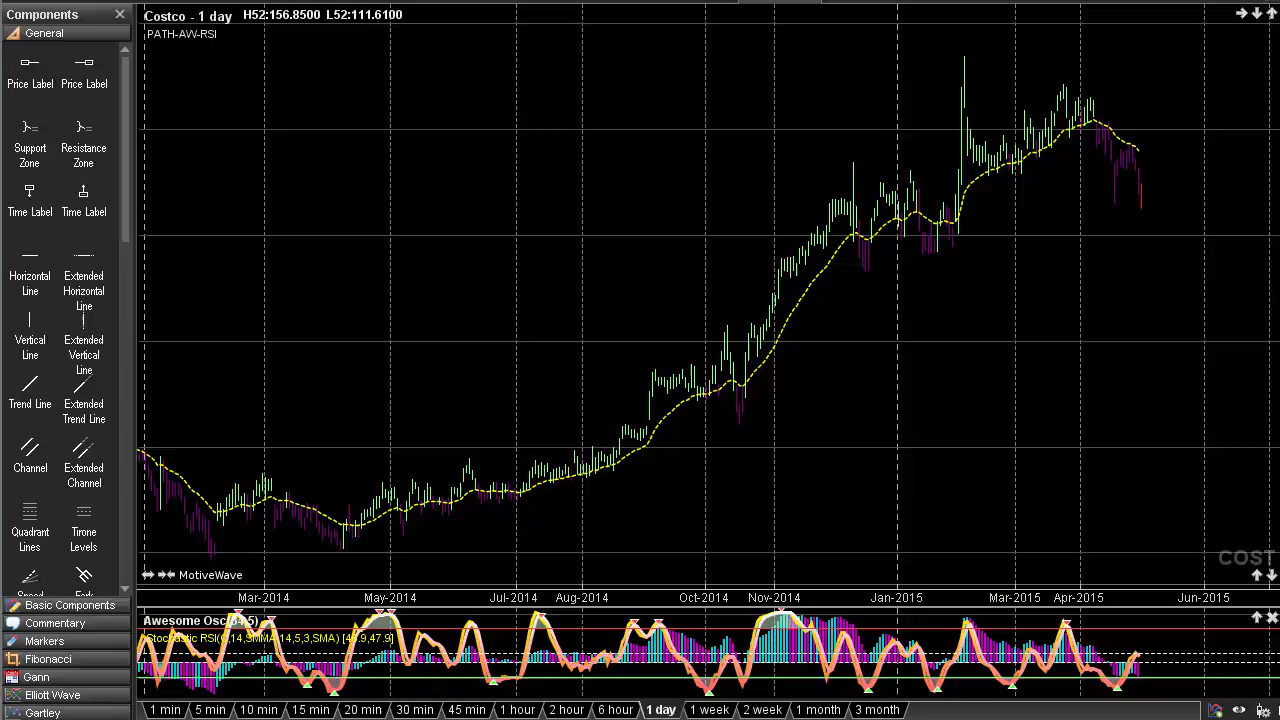 Components
General
Price Label Price Label
Support Zone Resistance Zone
Time Label Time Label
Horizontal Line Extended Horizontal Line
Vertical Line Extended Vertical Line
Trend Line Extended Trend Line
Channel Extended Channel
Quadrant Lines Tirone Levels
Basic Components
Commentary
Markers
Fibonacci
Gann
Elliott Wave
Gartley
Costco - 1 day H52:156.8500 L52:111.6100
PATH-AW-RSI
COST
MotiveWave
Mar-2014 May-2014 Jul-2014 Aug-2014 Oct-2014 Nov-2014 Jan-2015 Mar-2015 Apr-2015 Jun-2015
Awesome Osc
Stochastic
1 min 5 min 10 min 15 min 20 min 30 min 45 min 1 hour 2 hour 6 hour 1 day 1 week 2 week 1 month 3 month